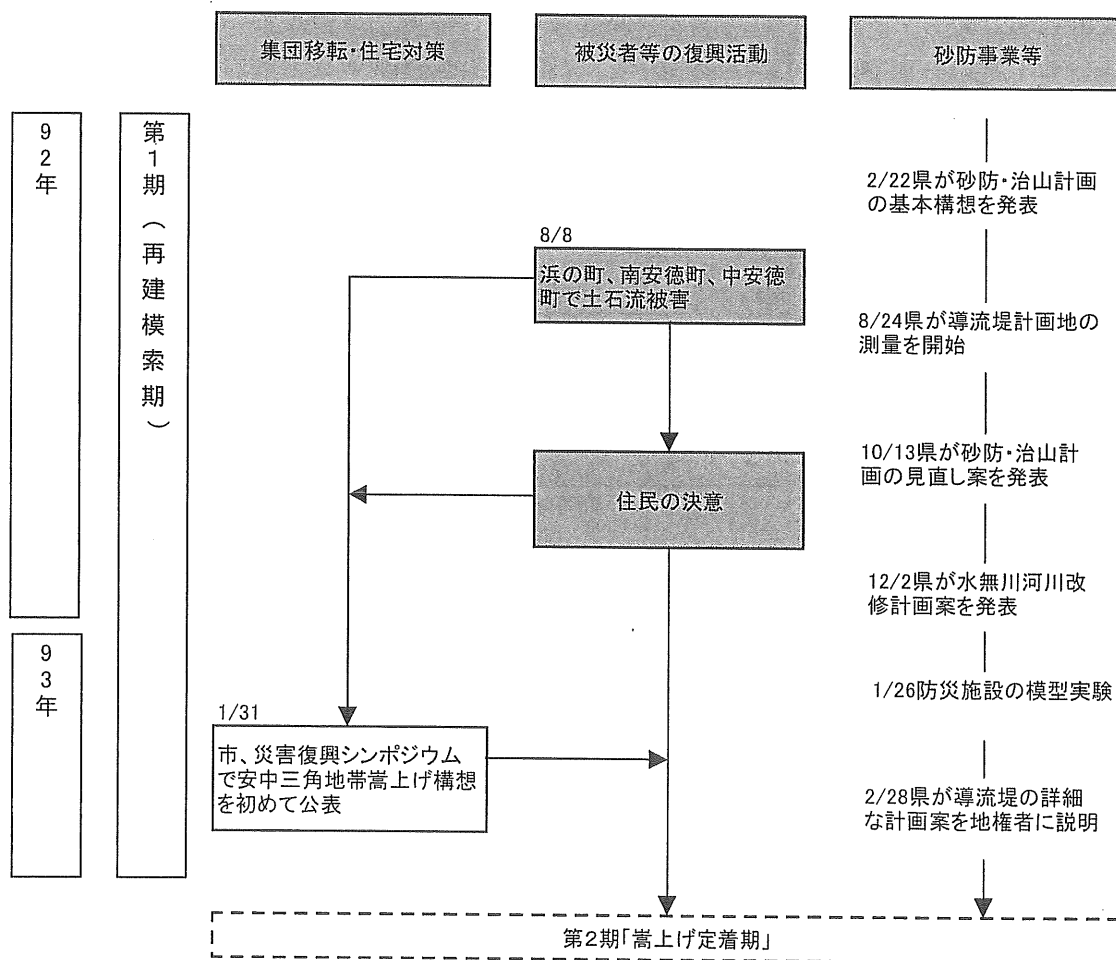 集団移転・住宅対策
被災者等の復興活動
砂防事業等
92年
第1期(再建模索期)
2/22県が砂防・治山計画
の基本構想を発表
8/8
浜の町、南安徳町、中安徳
町で土石流被害
8/24県が導流堤計画地の
測量を開始
10/13県が砂防・治山計
画の見直し案を発表
住民の決意
12/2県が水無川河川改
修計画案を発表
93年
1/26防災施設の模型実験
1/31
市、災害復興シンポジウム
で安中三角地帯嵩上げ構想
を初めて公表
2/28県が導流堤の詳細
な計画案を地権者に説明
第2期「嵩上げ定着期」